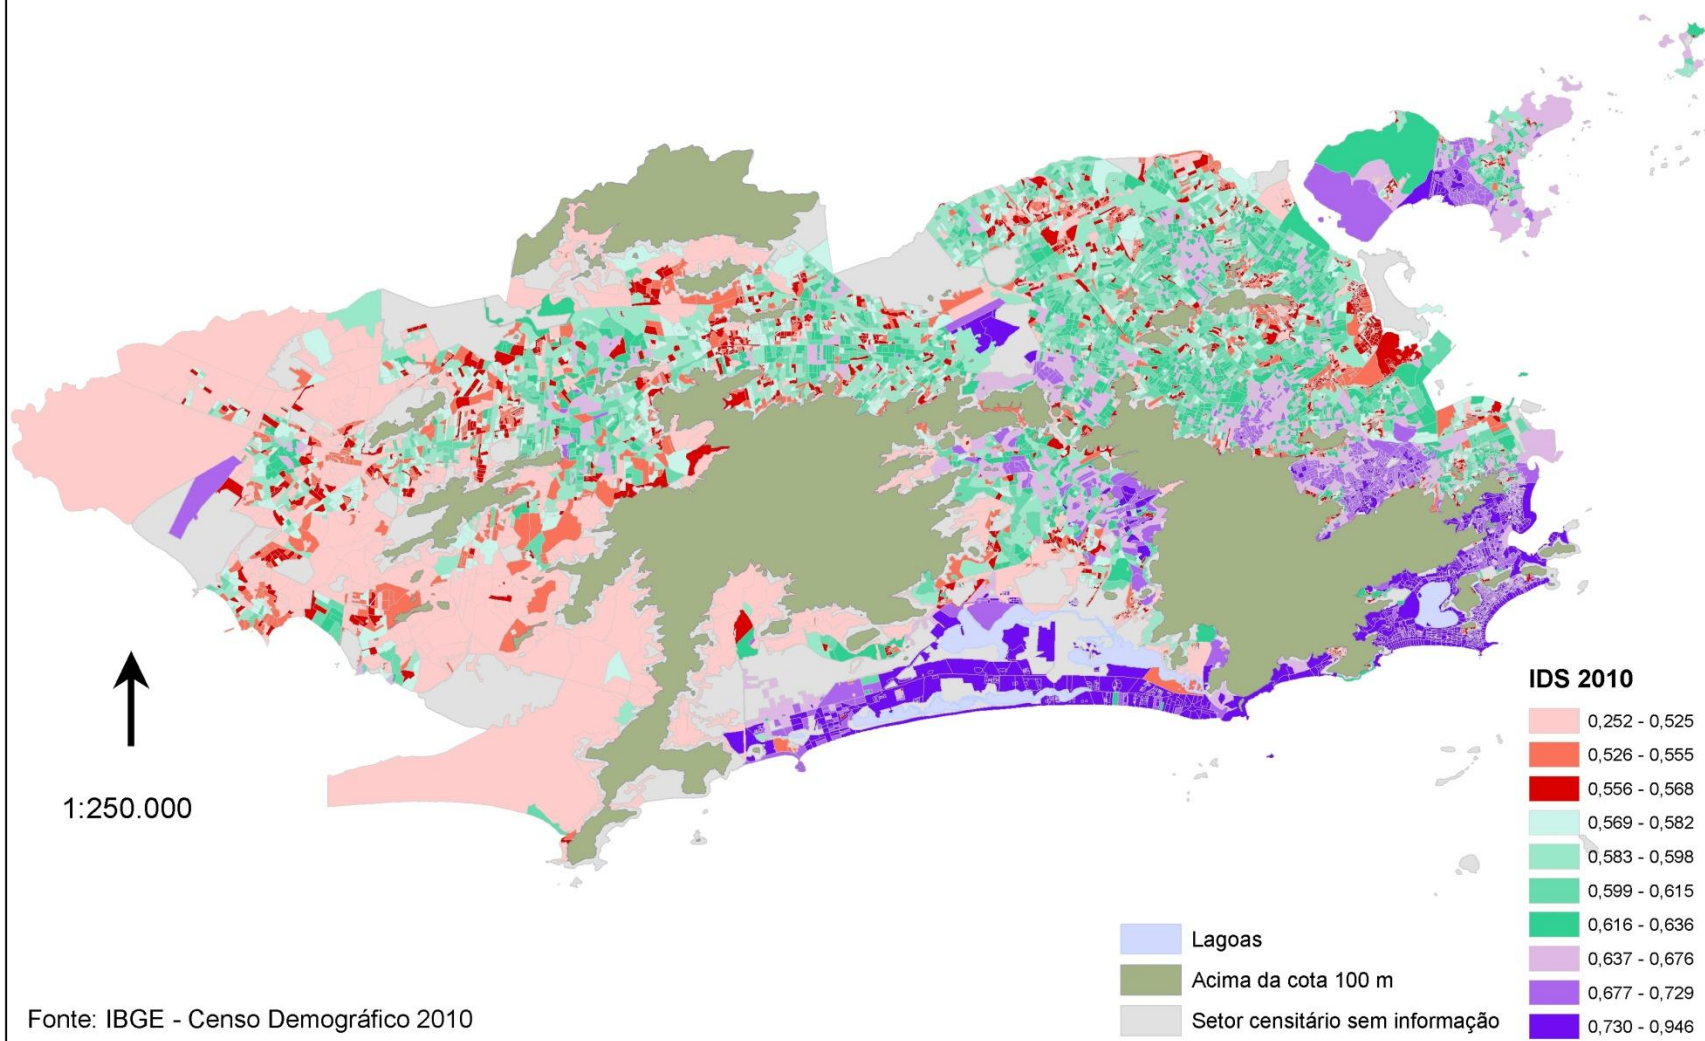 1:250.000
Fonte: IBGE - Censo Demográfico 2010
Lagoas
Acima da cota 100 m
Setor censitário sem informação
IDS 2010
0,252 - 0,525
0,526 - 0,555
0,556 - 0,568
0,569 - 0,582
0,583 - 0,598
0,599 - 0,615
0,616 - 0,636
0,637 - 0,676
0,677 - 0,729
0,730 - 0,946